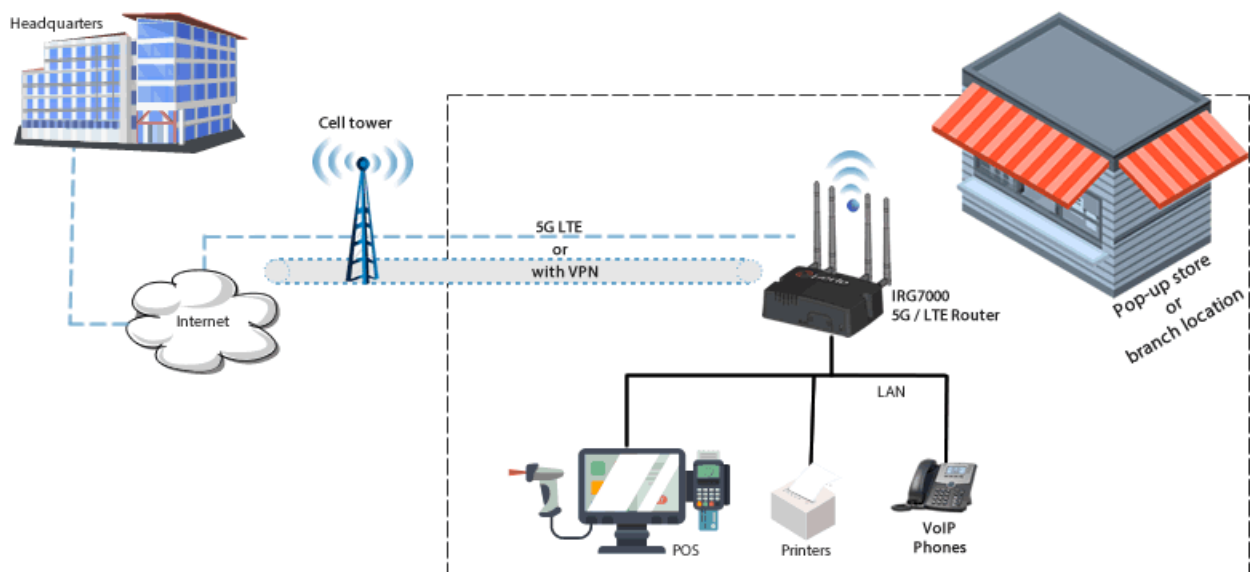 Headquarters
Cell tower
5G LTE
or
with VPN
Internet
IRG7000
5G / LTE Router
Pop-up store
or
branch location
LAN
POS
Printers
VoIP
Phones